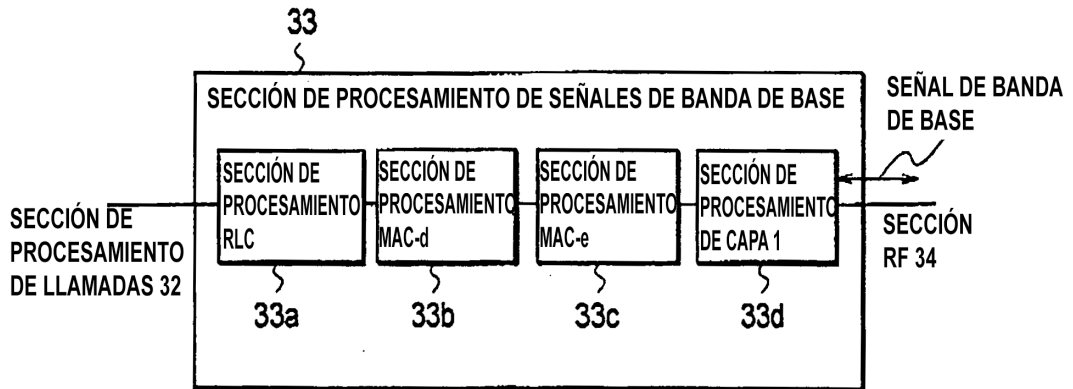 33
SECCIÓN DE PROCESAMIENTO DE SEÑALES DE BANDA DE BASE
SEÑAL DE BANDA
DE BASE
SECCIÓN DE
PROCESAMIENTO
RLC
SECCIÓN DE
PROCESAMIENTO
MAC-d
SECCIÓN DE
PROCESAMIENTO
MAC-e
SECCIÓN DE
PROCESAMIENTO
DE CAPA 1
SECCIÓN DE
PROCESAMIENTO
DE LLAMADAS 32
SECCIÓN
RF 34
33a
33b
33c
33d